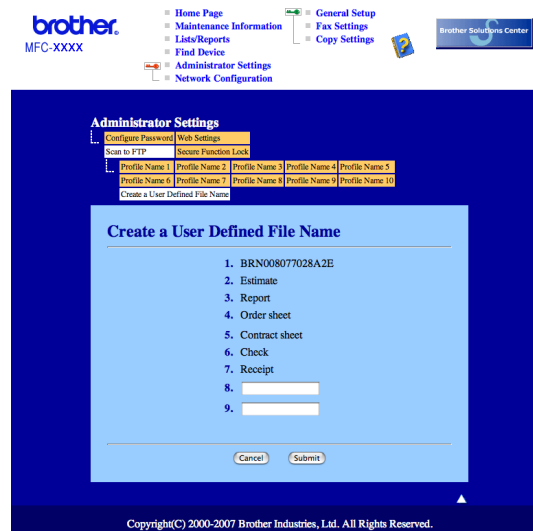 brother.
MFC-XXXX
Home Page
Maintenance Information
Lists/Reports
Find Device
Administrator Settings
Network Configuration
General Setup
Fax Settings
Copy Settings
Brother Solutions Center
Administrator Settings
Configure Password Web Settings
Scan to FTP Secure Function Lock
Profile Name 1 Profile Name 2 Profile Name 3 Profile Name 4 Profile Name 5
Profile Name 6 Profile Name 7 Profile Name 8 Profile Name 9 Profile Name 10
Create a User Defined File Name
Create a User Defined File Name
1. BRN008077028A2E
2. Estimate
3. Report
4. Order sheet
5. Contract sheet
6. Check
7. Receipt
8.
9.
Cancel Submit
Copyright(C) 2000-2007 Brother Industries, Ltd. All Rights Reserved.